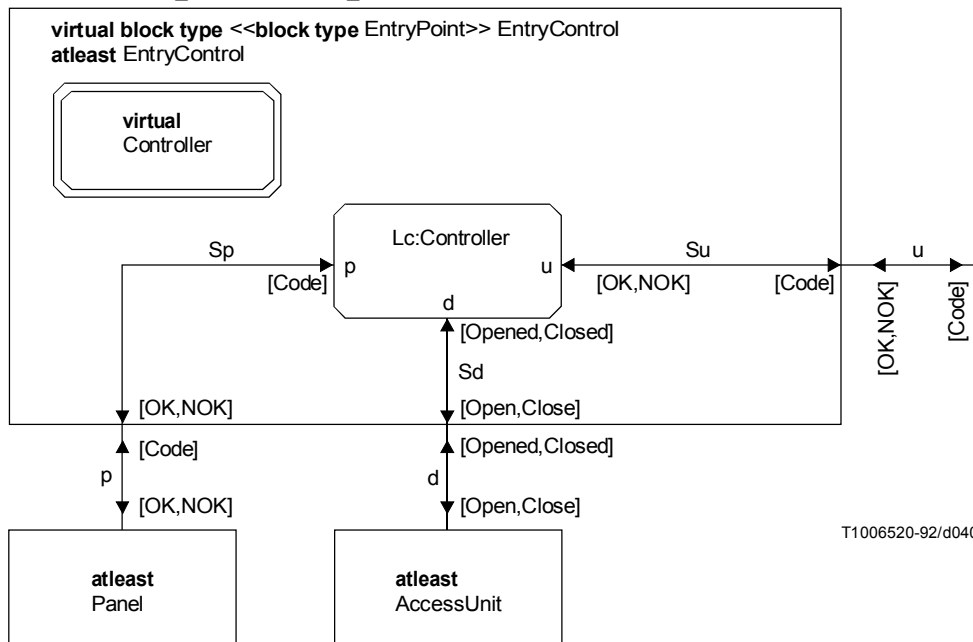 virtual block type <<block type EntryPoint>> EntryControl
atleast EntryControl
virtual
Controller
Lc:Controller
Sp
p
[Code]
u
Su
[OK,NOK]
[Code]
u
[OK,NOK]
[Code]
d
[Opened,Closed]
Sd
[OK,NOK]
[Open,Close]
[Code]
[Opened,Closed]
p
d
[OK,NOK]
[Open,Close]
T1006520-92/d040
atleast
Panel
atleast
AccessUnit